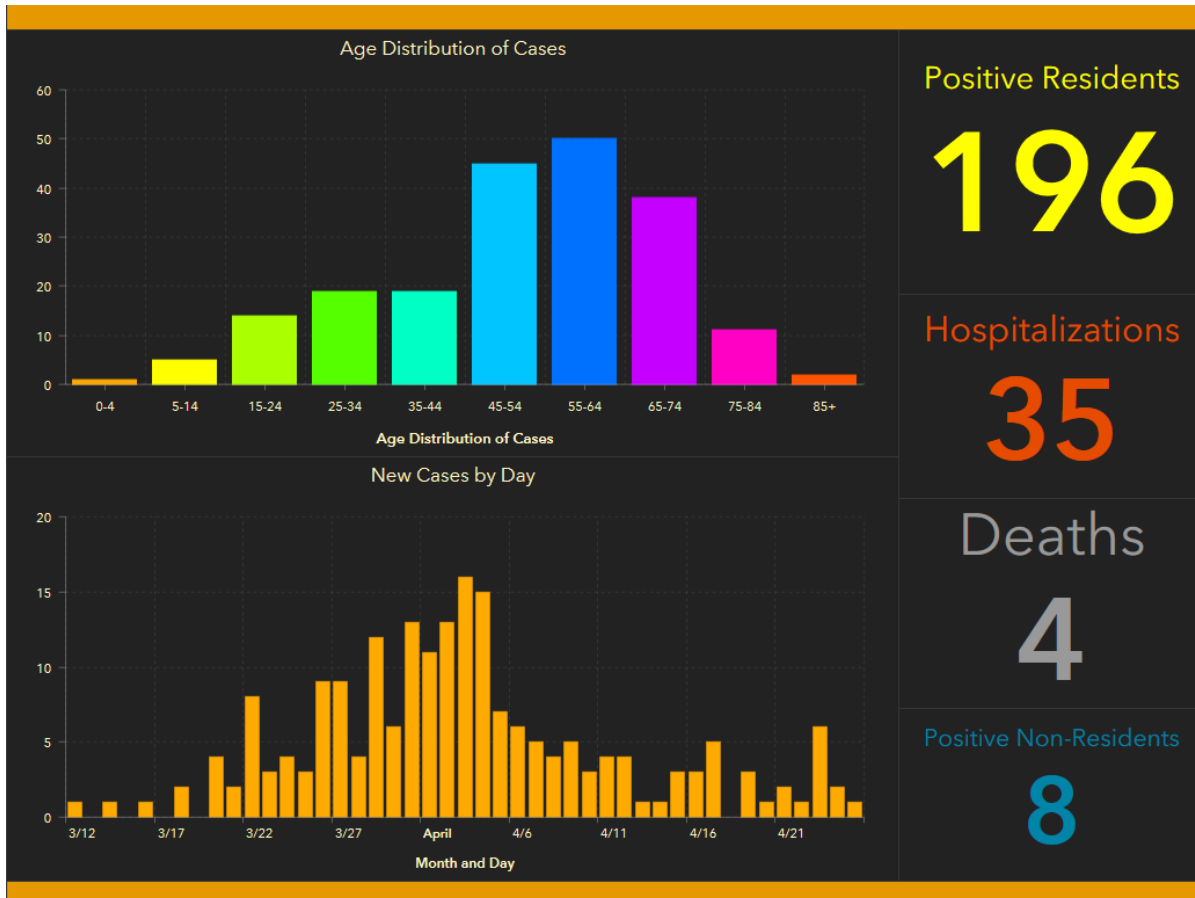 Age Distribution of Cases
60
50
40
30
20
10
0
0-4 5-14 15-24 25-34 35-44 45-54 55-64 65-74 75-84 85+
Age Distribution of Cases
New Cases by Day
20
15
10
5
0
3/12 3/17 3/22 3/27 April 4/6 4/11 4/16 4/21
Month and Day
Positive Residents
196
Hospitalizations
35
Deaths
4
Positive Non-Residents
8